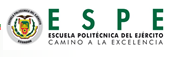 ESPE
ESCUELA POLITÉCNICA DEL EJÉRCITO
CAMINO A LA EXCELENCIA